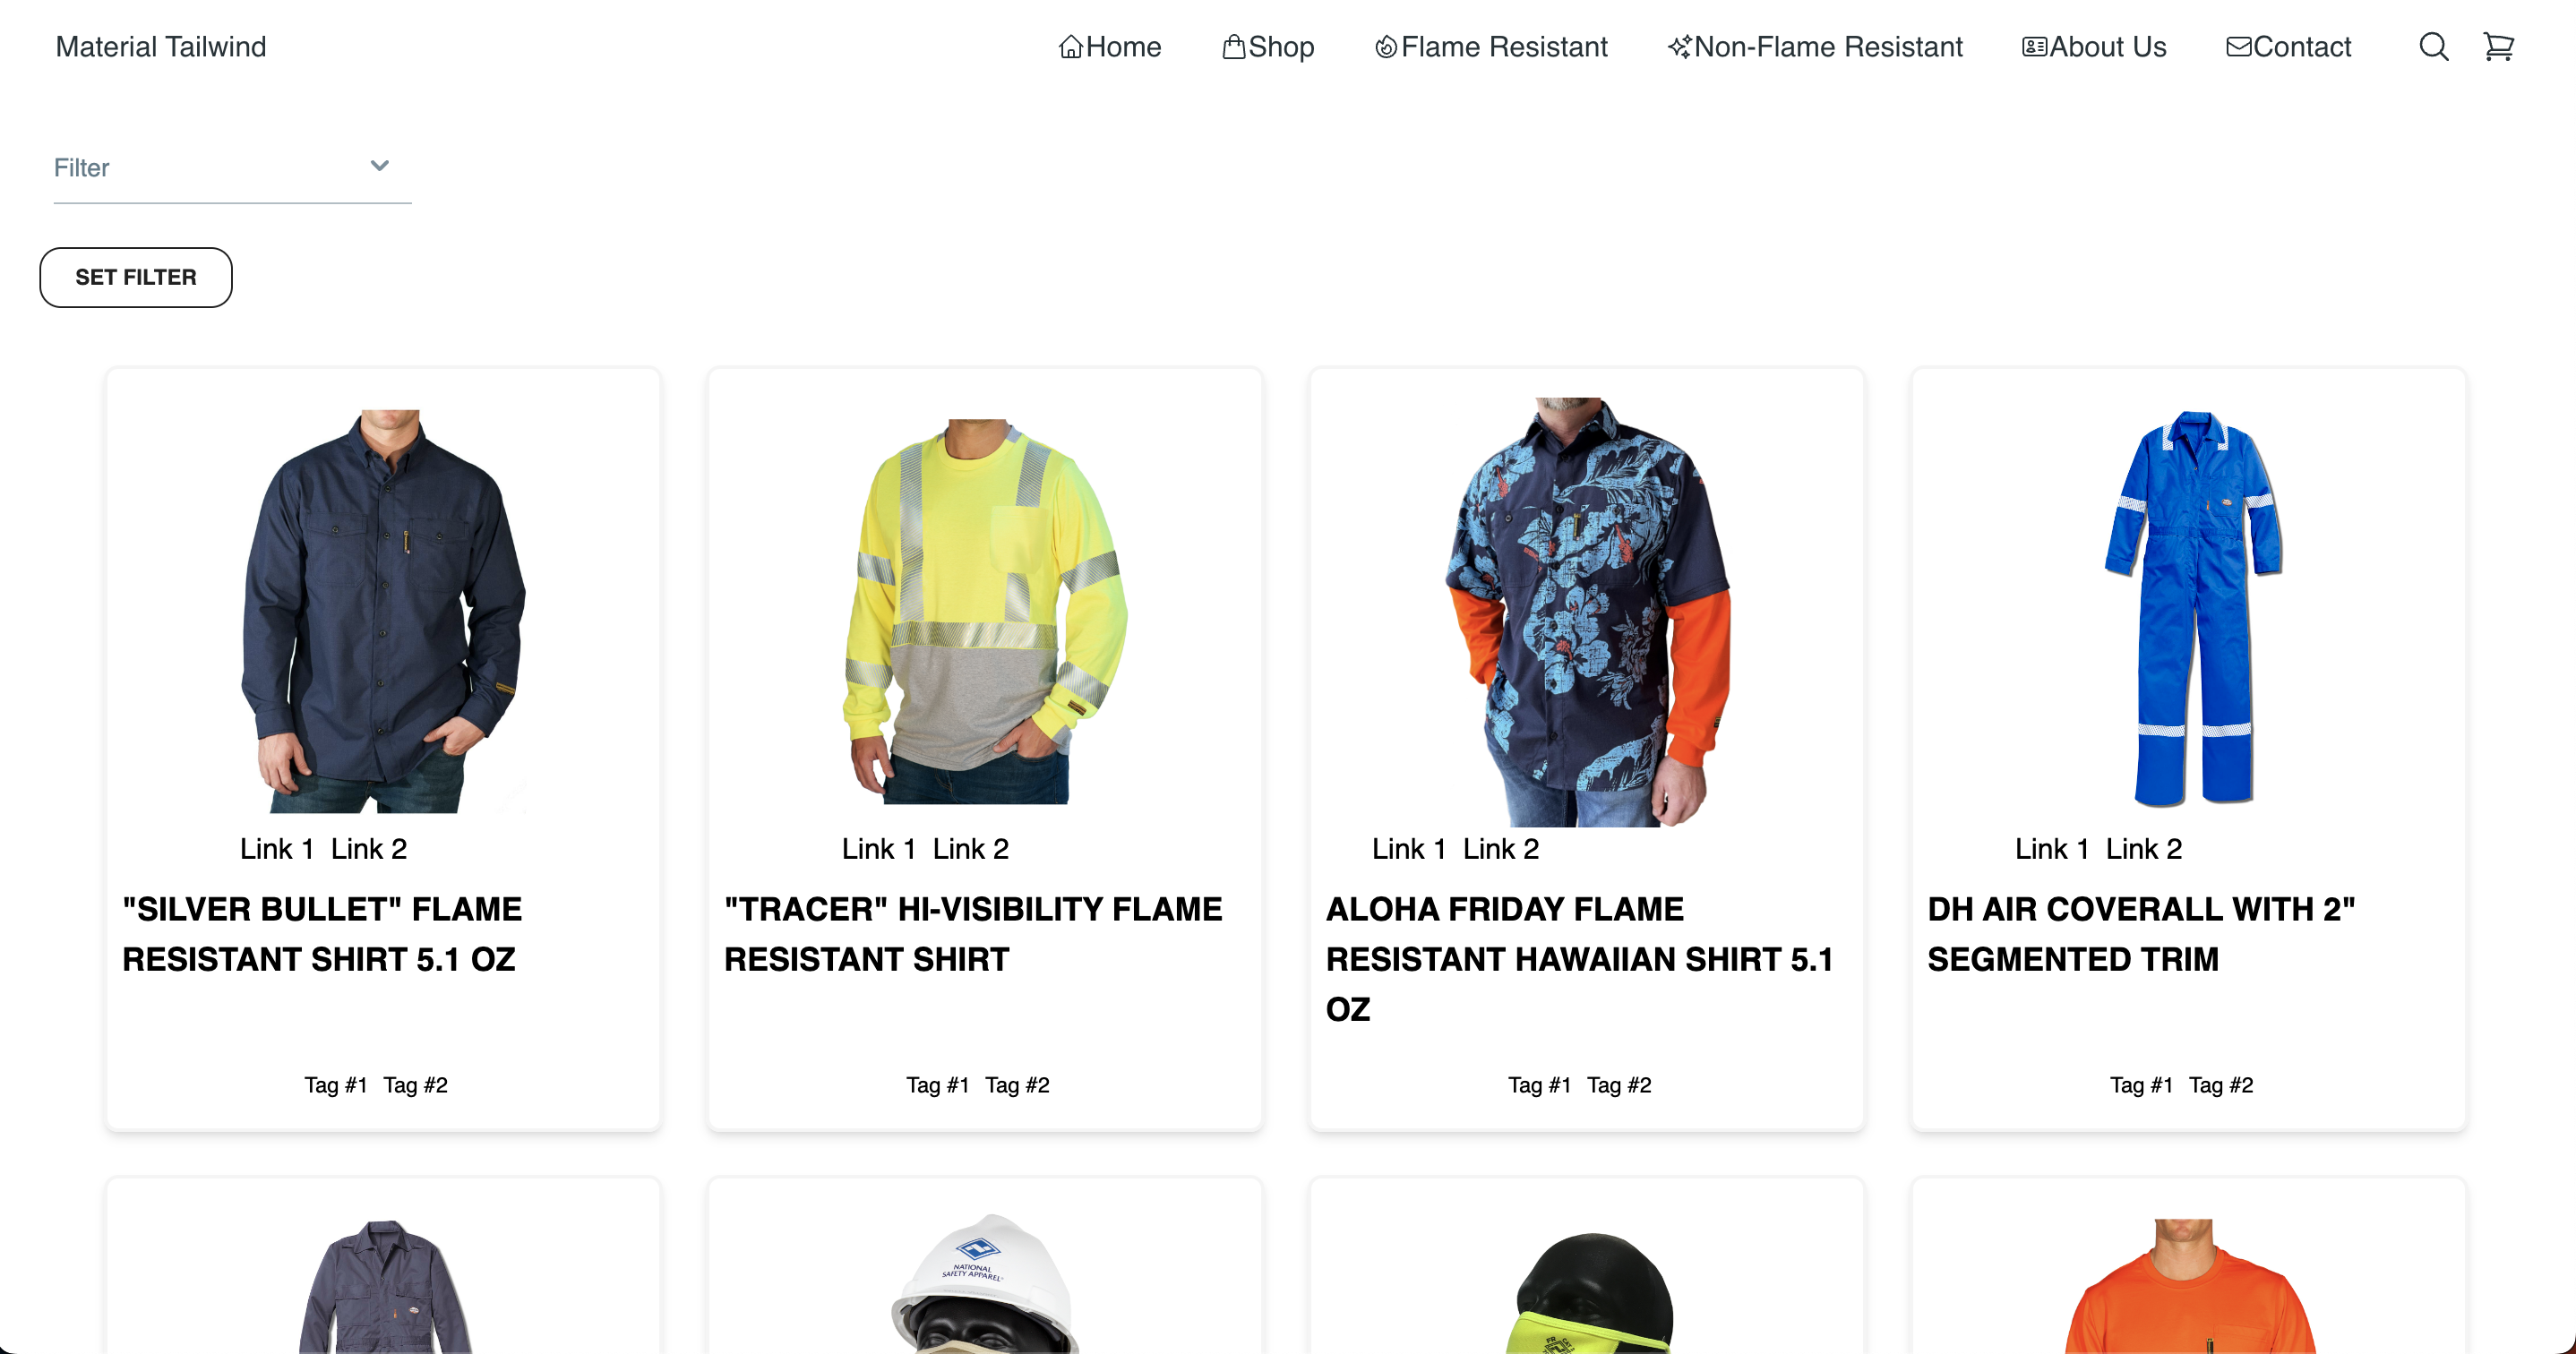 Material Tailwind
Home
Shop
Flame Resistant
Non-Flame Resistant
About Us
Contact
Filter
SET FILTER
Link 1 Link 2
"SILVER BULLET" FLAME
RESISTANT SHIRT 5.1 OZ
Tag #1 Tag #2
Link 1 Link 2
"TRACER" HI-VISIBILITY FLAME
RESISTANT SHIRT
Tag #1 Tag #2
Link 1 Link 2
ALOHA FRIDAY FLAME
RESISTANT HAWAIIAN SHIRT 5.1
OZ
Tag #1 Tag #2
Link 1 Link 2
DH AIR COVERALL WITH 2"
SEGMENTED TRIM
Tag #1 Tag #2
NATIONAL
SAFETY APPAREL